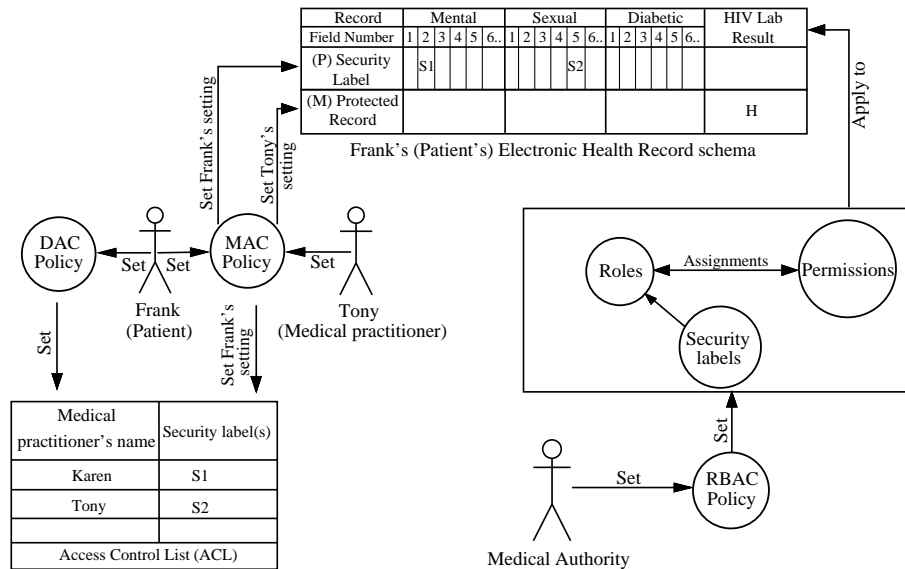 Record Mental Sexual Diabetic HIV Lab Result
Field Number 1 2 3 4 5 6.. 1 2 3 4 5 6.. 1 2 3 4 5 6..
(P) Security
Label
S1 S2
(M) Protected
Record
H
Frank's (Patient's) Electronic Health Record schema
Set Frank's setting
Set Tony's
setting
Apply to
DAC
Policy
Set
Set
Frank
(Patient)
MAC
Policy
Set
Tony
(Medical practitioner)
Set
Set Frank's
setting
Roles
Assignments
Permissions
Security
labels
Medical
practitioner's name
Security label(s)
Karen S1
Tony S2
Access Control List (ACL)
Set
Set
RBAC
Policy
Medical Authority